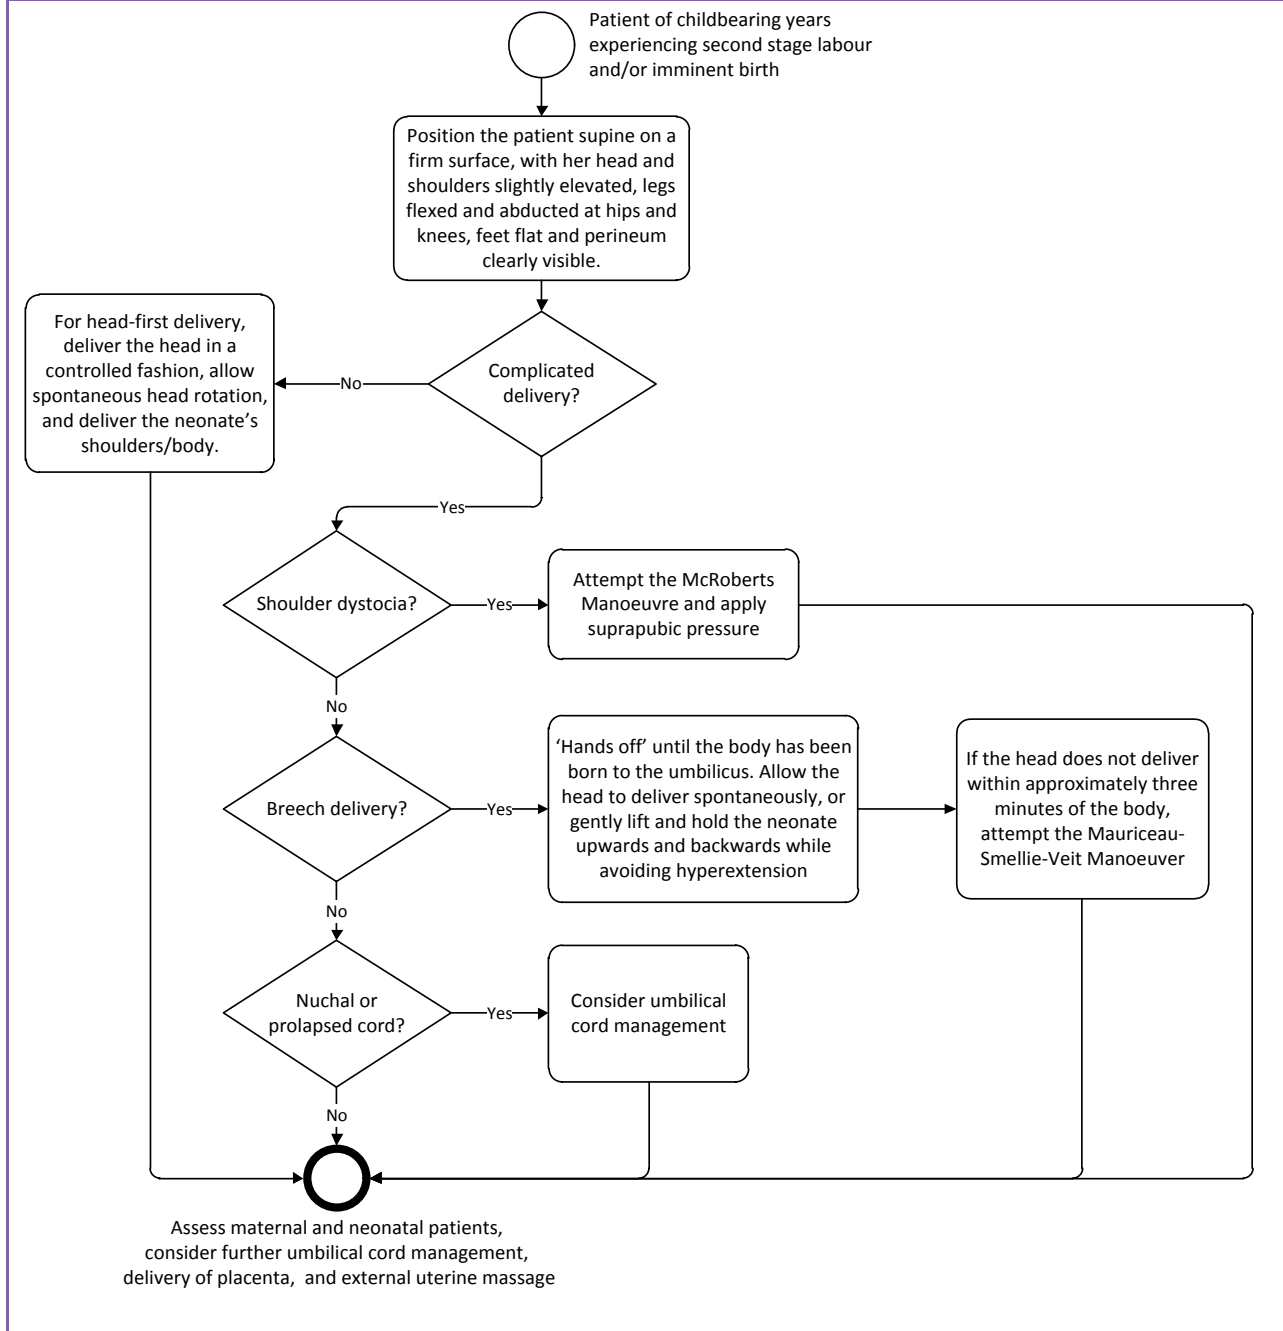 Patient of childbearing years
experiencing second stage labour
and/or imminent birth
Position the patient supine on a
firm surface, with her head and
shoulders slightly elevated, legs
flexed and abducted at hips and
knees, feet flat and perineum
clearly visible.
For head-first delivery,
deliver the head in a
controlled fashion, allow
spontaneous head rotation,
and deliver the neonate’s
shoulders/body.
No
Complicated
delivery?
Yes
Shoulder dystocia?
Yes
Attempt the McRoberts
Manoeuvre and apply
suprapubic pressure
No
Breech delivery?
Yes
‘Hands off’ until the body has been
born to the umbilicus. Allow the
head to deliver spontaneously, or
gently lift and hold the neonate
upwards and backwards while
avoiding hyperextension
If the head does not deliver
within approximately three
minutes of the body,
attempt the Mauriceau-
Smellie-Veit Manoeuver
No
Nuchal or
prolapsed cord?
Yes
Consider umbilical
cord management
No
Assess maternal and neonatal patients,
consider further umbilical cord management,
delivery of placenta,  and external uterine massage